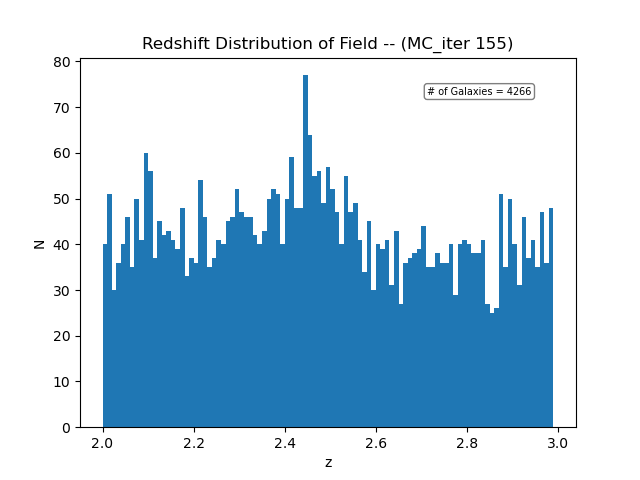 Redshift Distribution of Field -- (MC_iter 155)
# of Galaxies = 4266
80
70
60
50
40
30
20
10
0
N
2.0 2.2 2.4 2.6 2.8 3.0
z